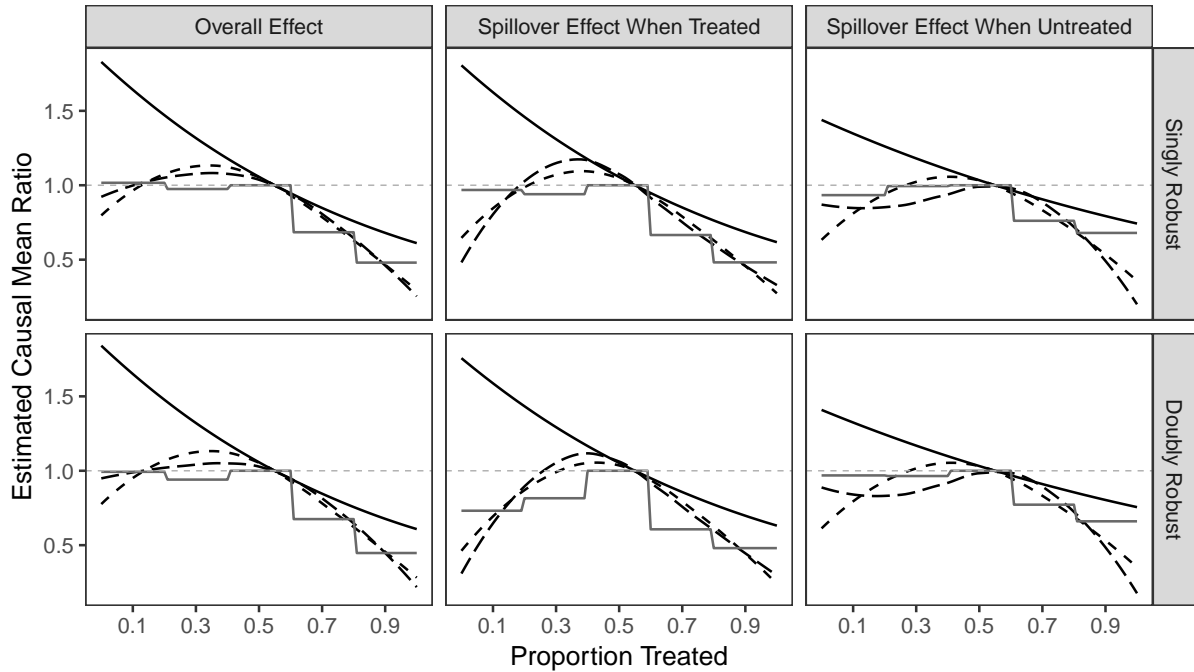 Overall Effect
Spillover Effect When Treated
Spillover Effect When Untreated
Estimated Causal Mean Ratio
1.5
1.0
0.5
Singly Robust
1.5
1.0
0.5
Doubly Robust
0.1 0.3 0.5 0.7 0.9
0.1 0.3 0.5 0.7 0.9
0.1 0.3 0.5 0.7 0.9
Proportion Treated